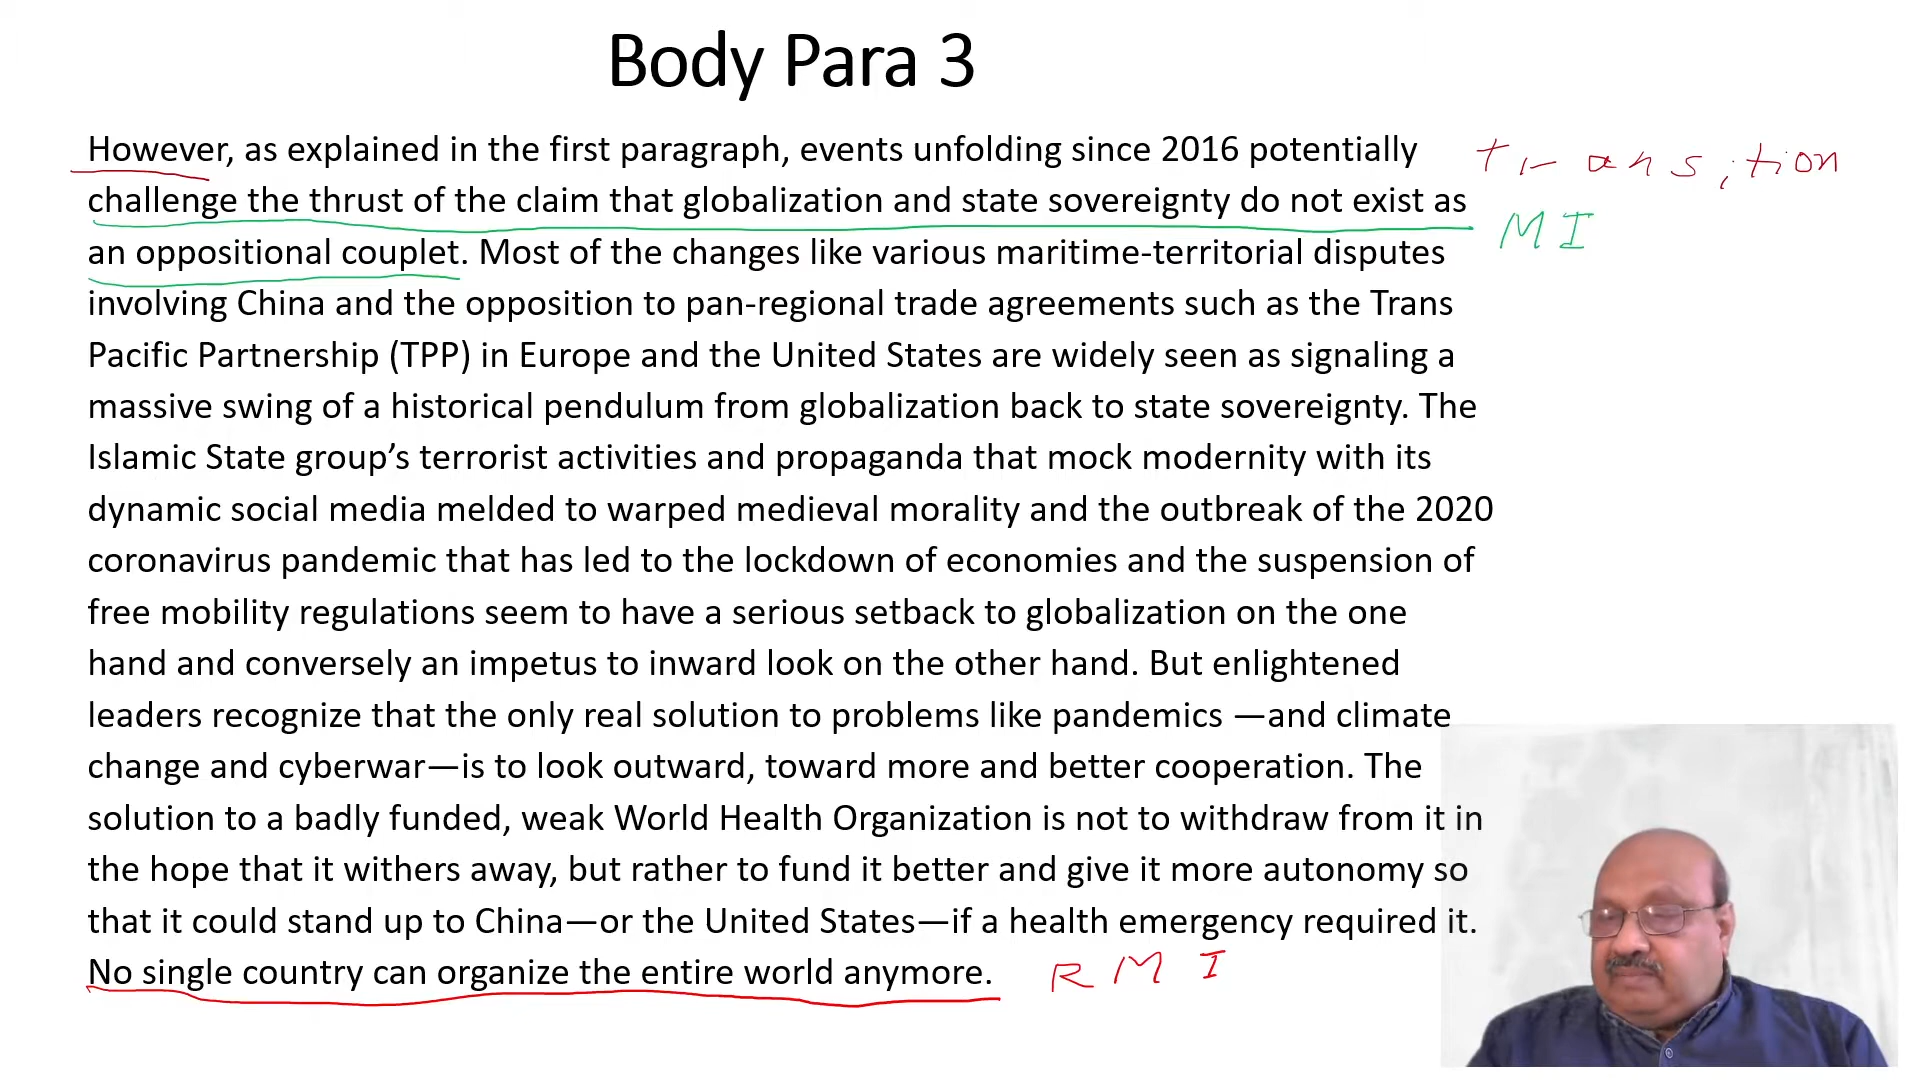 Body Para 3
However, as explained in the first paragraph, events unfolding since 2016 potentially
transition
challenge the thrust of the claim that globalization and state sovereignty do not exist as
MI
an oppositional couplet. Most of the changes like various maritime-territorial disputes
involving China and the opposition to pan-regional trade agreements such as the Trans
Pacific Partnership (TPP) in Europe and the United States are widely seen as signaling a
massive swing of a historical pendulum from globalization back to state sovereignty. The
Islamic State group’s terrorist activities and propaganda that mock modernity with its
dynamic social media melded to warped medieval morality and the outbreak of the 2020
coronavirus pandemic that has led to the lockdown of economies and the suspension of
free mobility regulations seem to have a serious setback to globalization on the one
hand and conversely an impetus to inward look on the other hand. But enlightened
leaders recognize that the only real solution to problems like pandemics —and climate
change and cyberwar—is to look outward, toward more and better cooperation. The
solution to a badly funded, weak World Health Organization is not to withdraw from it in
the hope that it withers away, but rather to fund it better and give it more autonomy so
that it could stand up to China—or the United States—if a health emergency required it.
No single country can organize the entire world anymore.
RMI